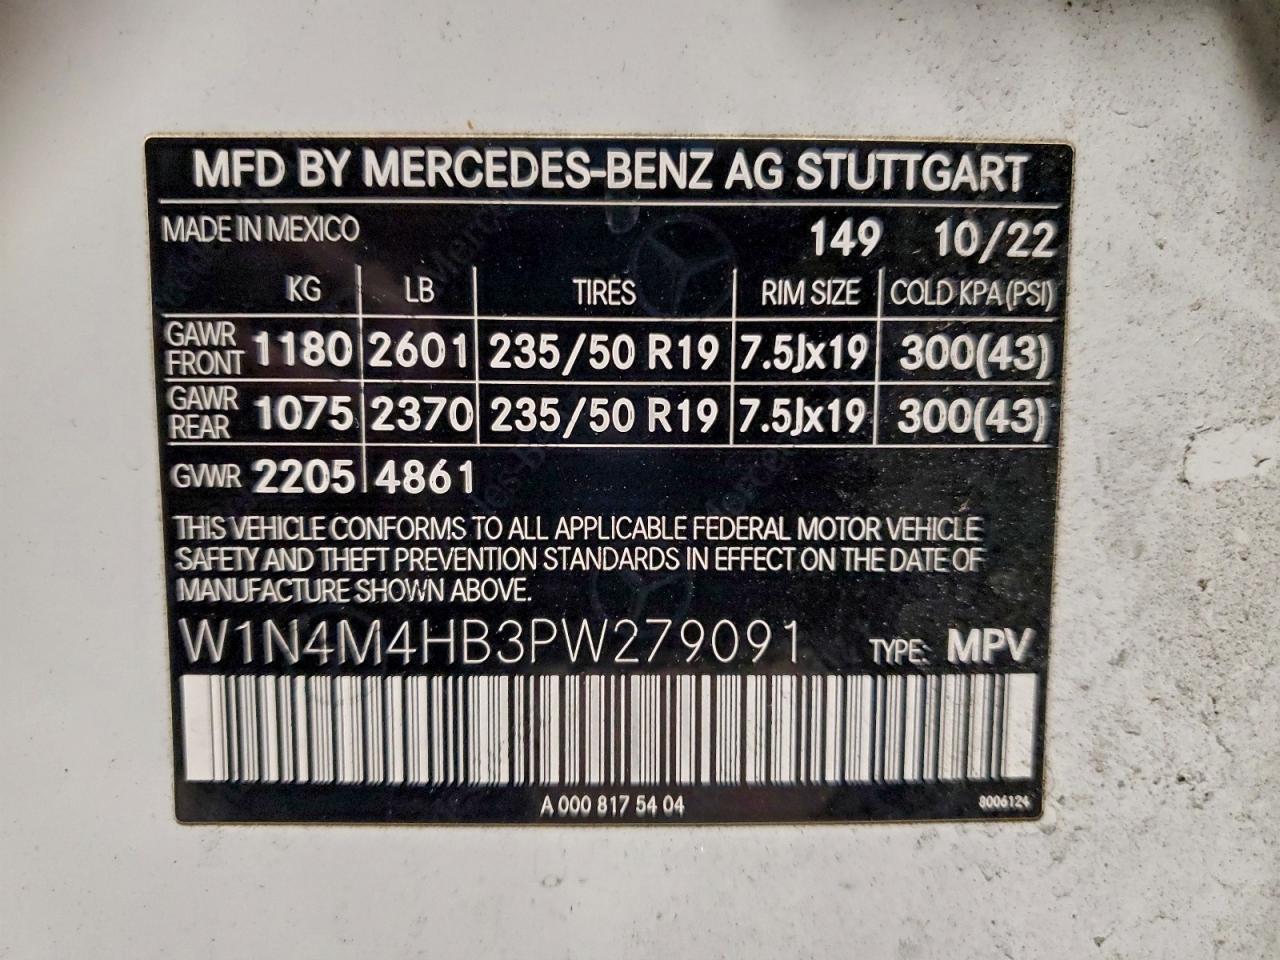 MFD BY MERCEDES-BENZ AG STUTTGART
MADE IN MEXICO 149 10/22
KG LB TIRES RIM SIZE COLD KPA (PSI)
GAWR FRONT 1180 2601 235/50 R19 7.5Jx19 300(43)
GAWR REAR 1075 2370 235/50 R19 7.5Jx19 300(43)
GVWR 2205 4861
THIS VEHICLE CONFORMS TO ALL APPLICABLE FEDERAL MOTOR VEHICLE
SAFETY AND THEFT PREVENTION STANDARDS IN EFFECT ON THE DATE OF
MANUFACTURE SHOWN ABOVE.
W1N4M4HB3PW279091 TYPE: MPV
A 000 817 54 04 8006124